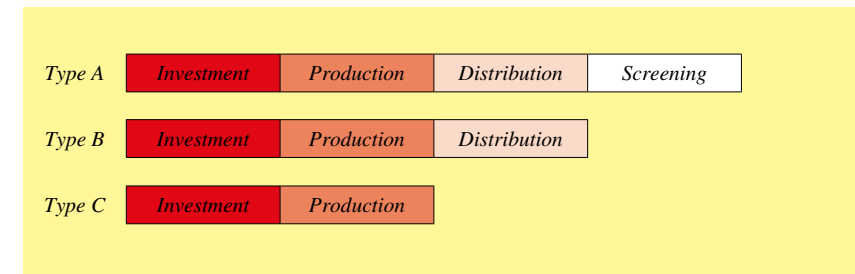 Type A Investment Production Distribution Screening
Type B Investment Production Distribution
Type C Investment Production